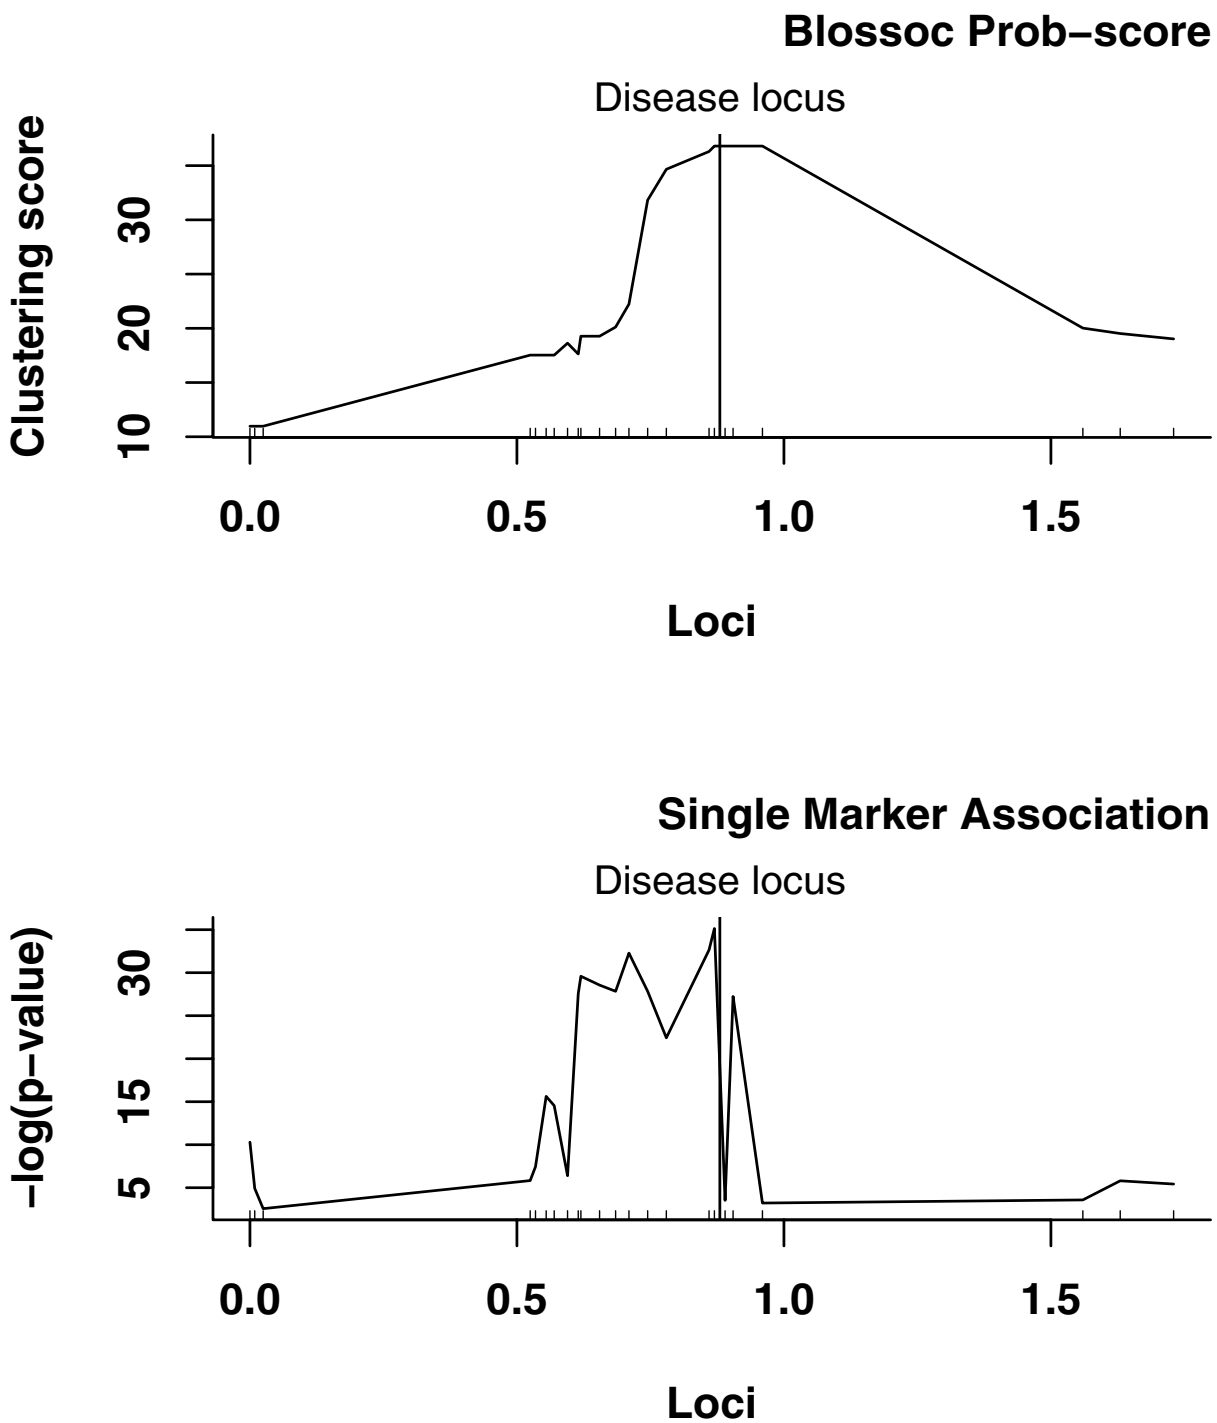 Blossoc Prob−score
Disease locus
Clustering score
30
20
10
0.0 0.5 1.0 1.5
Loci
Single Marker Association
Disease locus
−log(p−value)
30
15
5
0.0 0.5 1.0 1.5
Loci